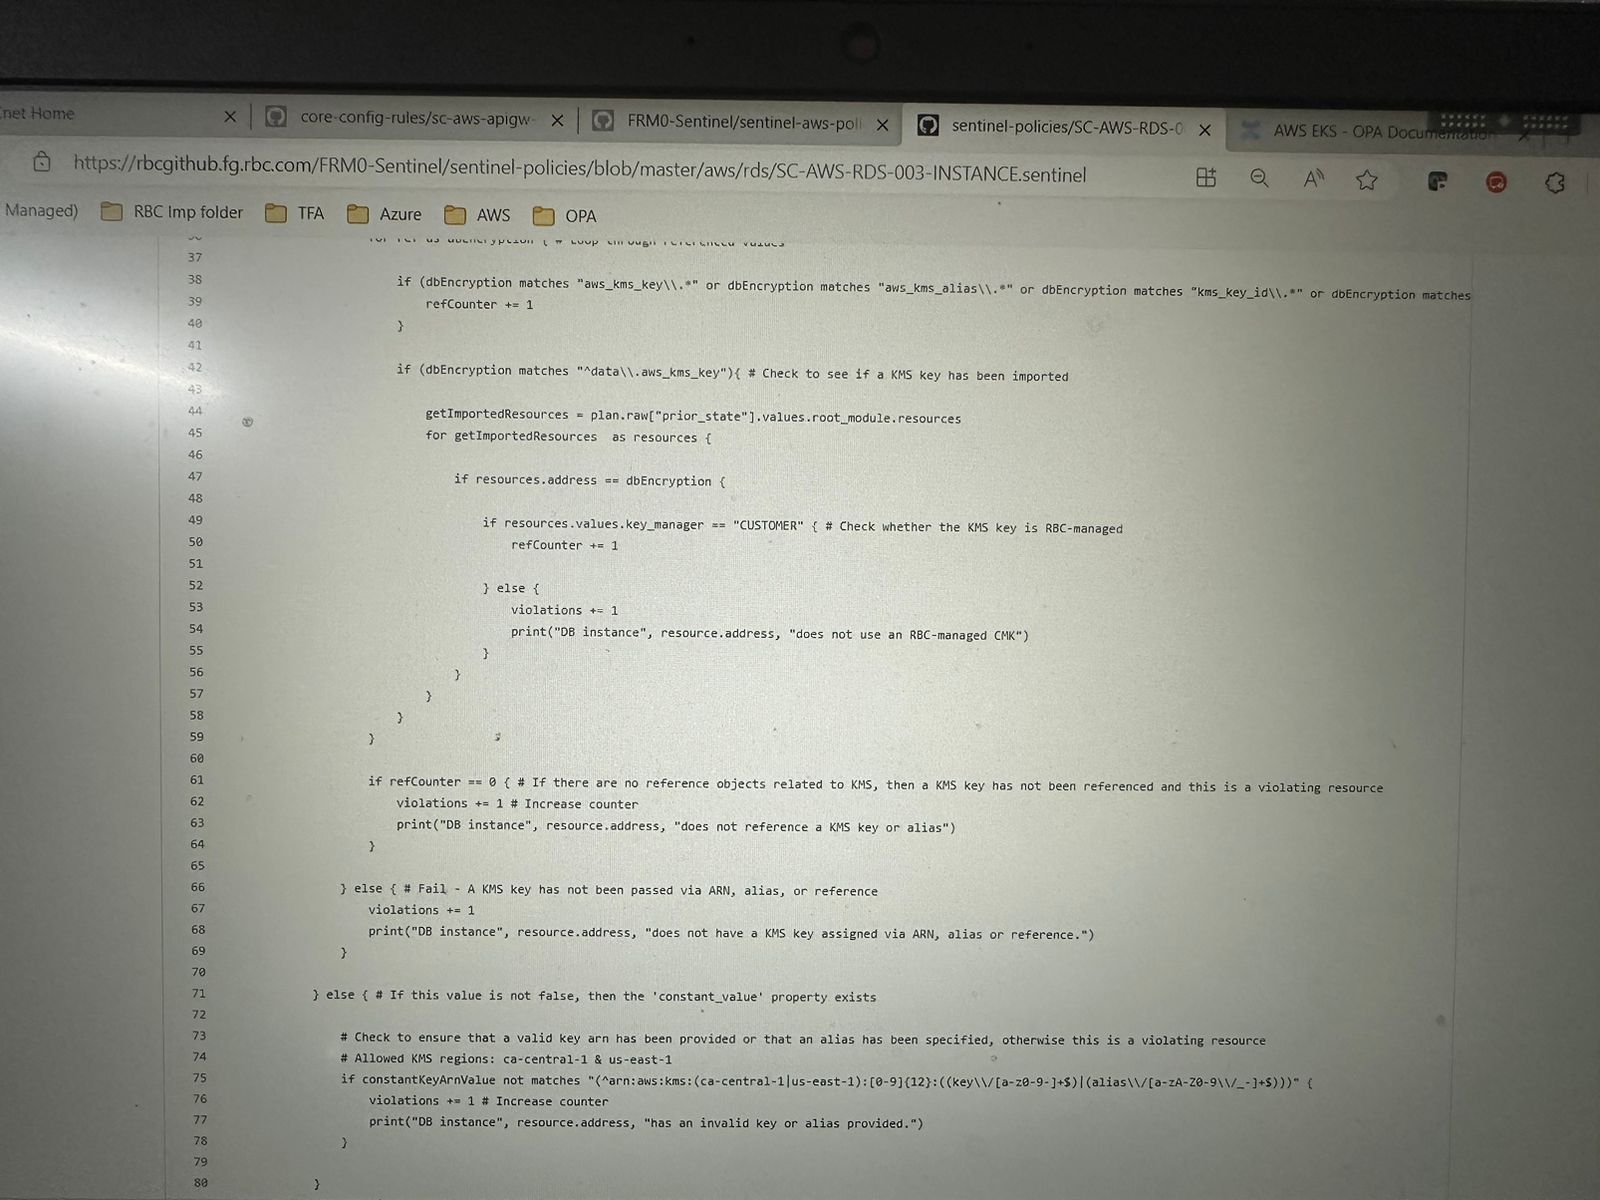 net Home
core-config-rules/sc-aws-apigw-
FRM0-Sentinel/sentinel-aws-poli
sentinel-policies/SC-AWS-RDS-0
AWS EKS - OPA Documentation
https://rbcgithub.fg.rbc.com/FRM0-Sentinel/sentinel-policies/blob/master/aws/rds/SC-AWS-RDS-003-INSTANCE.sentinel
Managed)
RBC Imp folder
TFA
Azure
AWS
OPA
for ref as dbEncryption { # Loop through referenced values
37
38 if (dbEncryption matches "aws_kms_key\\.*" or dbEncryption matches "aws_kms_alias\\.*" or dbEncryption matches "kms_key_id\\.*" or dbEncryption matches
39 refCounter += 1
40 }
41
42 if (dbEncryption matches "^data\\.aws_kms_key"){ # Check to see if a KMS key has been imported
43
44 getImportedResources = plan.raw["prior_state"].values.root_module.resources
45 for getImportedResources  as resources {
46
47 if resources.address == dbEncryption {
48
49 if resources.values.key_manager == "CUSTOMER" { # Check whether the KMS key is RBC-managed
50 refCounter += 1
51
52 } else {
53 violations += 1
54 print("DB instance", resource.address, "does not use an RBC-managed CMK")
55 }
56 }
57 }
58 }
59 }
60
61 if refCounter == 0 { # If there are no reference objects related to KMS, then a KMS key has not been referenced and this is a violating resource
62 violations += 1 # Increase counter
63 print("DB instance", resource.address, "does not reference a KMS key or alias")
64 }
65
66 } else { # Fail - A KMS key has not been passed via ARN, alias, or reference
67 violations += 1
68 print("DB instance", resource.address, "does not have a KMS key assigned via ARN, alias or reference.")
69 }
70
71 } else { # If this value is not false, then the 'constant_value' property exists
72
73 # Check to ensure that a valid key arn has been provided or that an alias has been specified, otherwise this is a violating resource
74 # Allowed KMS regions: ca-central-1 & us-east-1
75 if constantKeyArnValue not matches "(^arn:aws:kms:(ca-central-1|us-east-1):[0-9]{12}:((key\\/[a-z0-9-]+$)|(alias\\/[a-zA-Z0-9\\/_-]+$)))" {
76 violations += 1 # Increase counter
77 print("DB instance", resource.address, "has an invalid key or alias provided.")
78 }
79
80 }